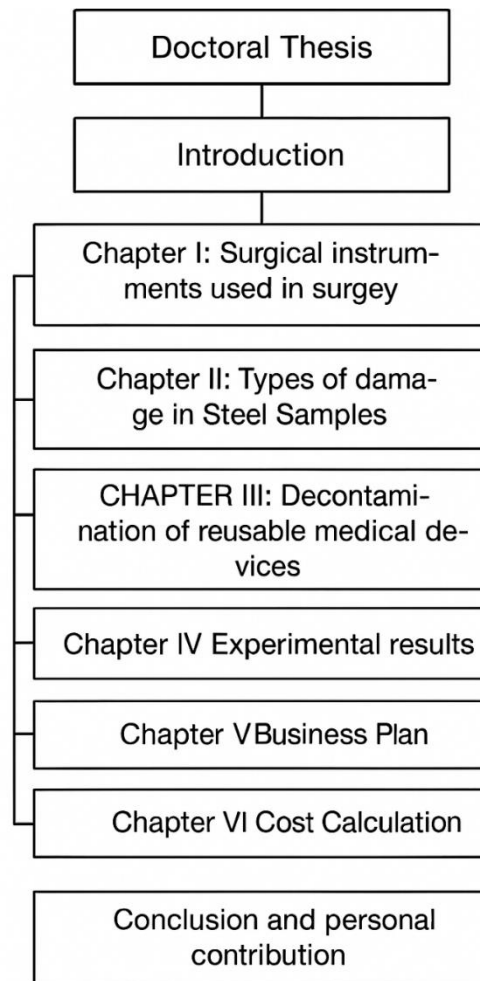 Doctoral Thesis
Introduction
Chapter I: Surgical instrum-
ments used in surgey
Chapter II: Types of dama-
ge in Steel Samples
CHAPTER III: Decontami-
nation of reusable medical de-
vices
Chapter IV Experimental results
Chapter V Business Plan
Chapter VI Cost Calculation
Conclusion and personal
contribution